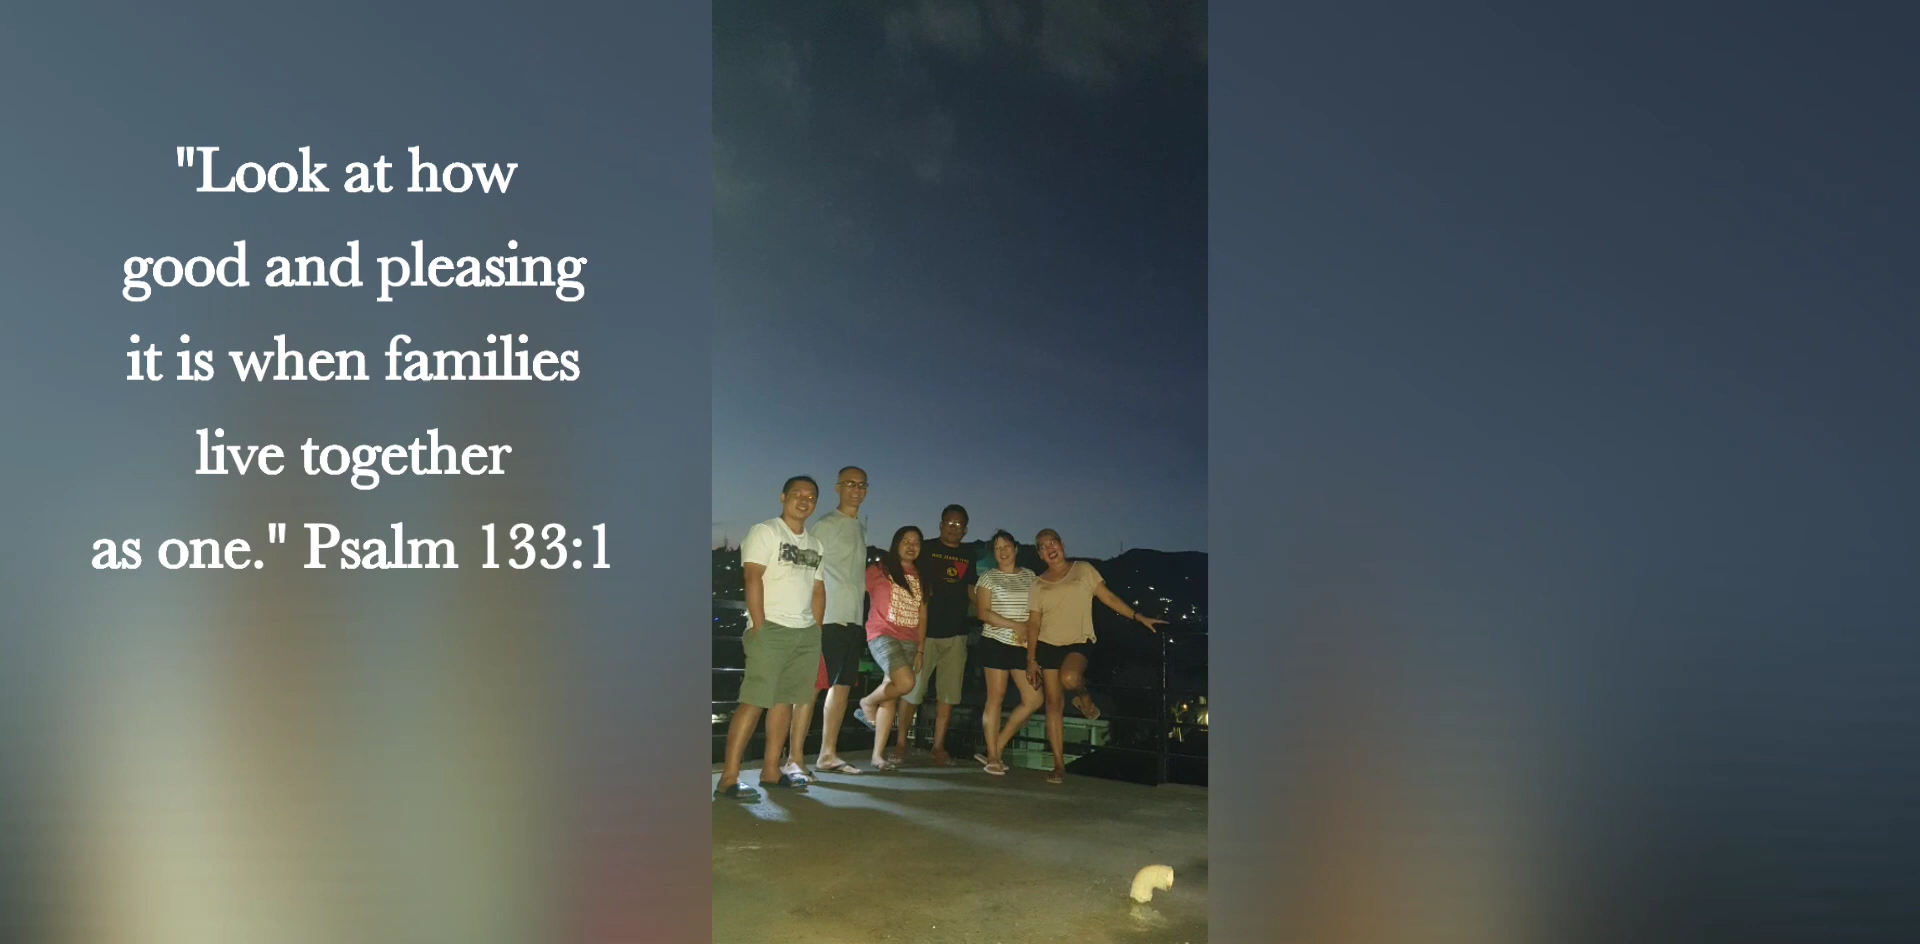 "Look at how
good and pleasing
it is when families
live together
as one." Psalm 133:1